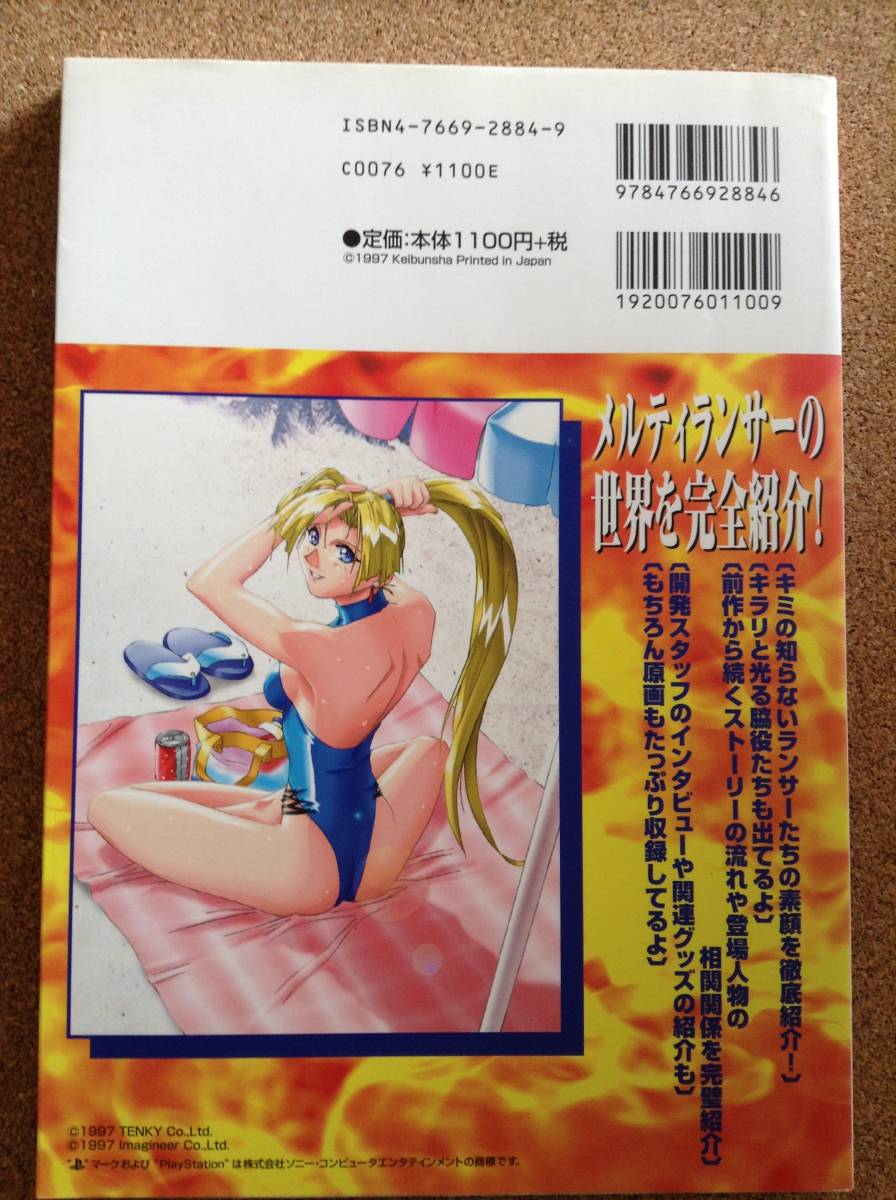 ISBN4-7669-2884-9
C0076 ¥1100E
●定価:本体1100円+税
©1997 Keibunsha Printed in Japan
9784766928846
1920076011009
メルティランサーの
世界を完全紹介!
【キミの知らないランサーたちの素顔を徹底紹介!】
【キラリと光る脇役たちも出てるよ】
【前作から続くストーリーの流れや登場人物の
相関関係を完璧紹介】
【開発スタッフのインタビューや関連グッズの紹介も】
【もちろん原画もたっぷり収録してるよ】
©1997 TENKY Co.,Ltd.
©1997 Imagineer Co.,Ltd.
"PS"マークおよび "PlayStation" は株式会社ソニー・コンピュータエンタテインメントの商標です。